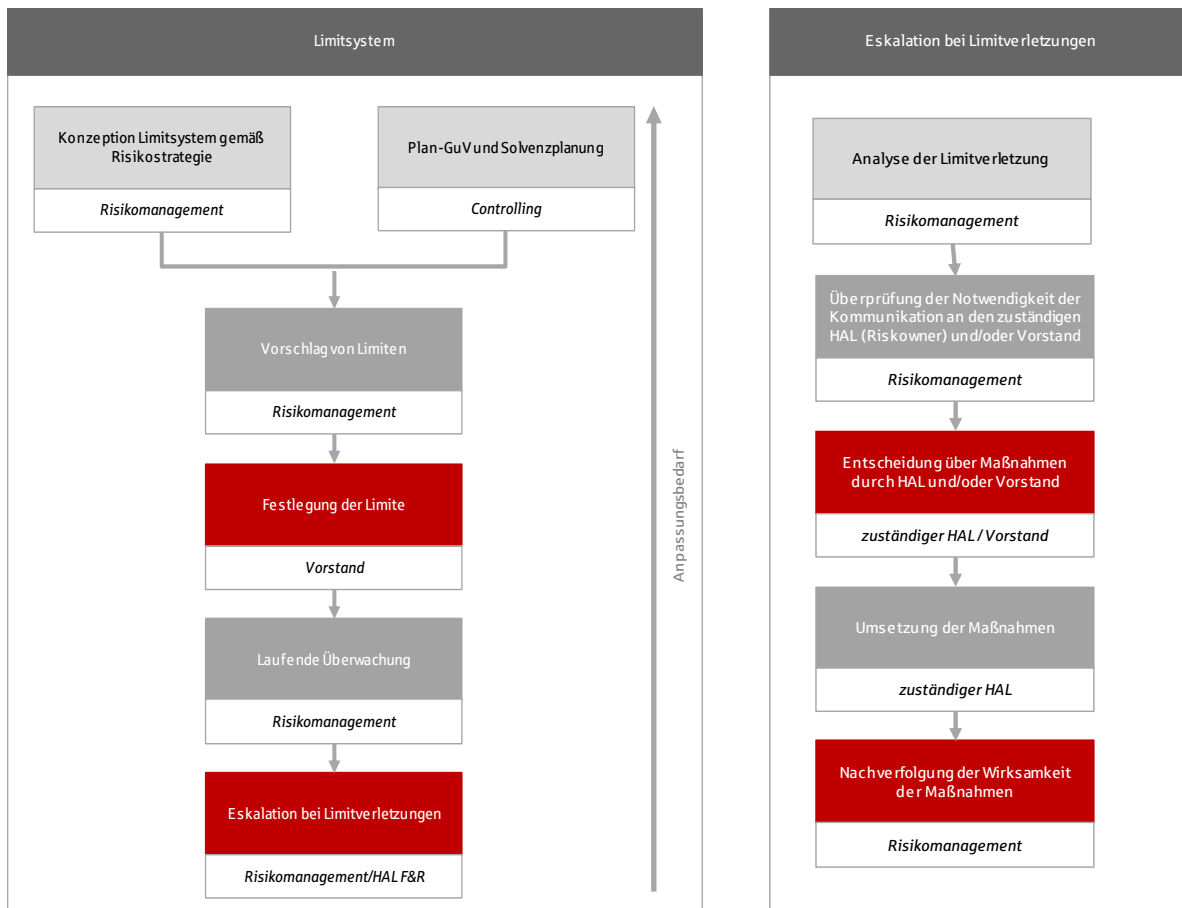 Limitsystem
Konzeption Limitsystem gemäß
Risikostrategie
Risikomanagement
Plan-GuV und Solvenzplanung
Controlling
Vorschlag von Limiten
Risikomanagement
Festlegung der Limite
Vorstand
Laufende Überwachung
Risikomanagement
Eskalation bei Limitverletzungen
Risikomanagement/HAL F&R
Anpassungsbedarf
Eskalation bei Limitverletzungen
Analyse der Limitverletzung
Risikomanagement
Überprüfung der Notwendigkeit der
Kommunikation an den zuständigen
HAL (Riskowner) und/oder Vorstand
Risikomanagement
Entscheidung über Maßnahmen
durch HAL und/oder Vorstand
zuständiger HAL / Vorstand
Umsetzung der Maßnahmen
zuständiger HAL
Nachverfolgung der Wirksamkeit
der Maßnahmen
Risikomanagement